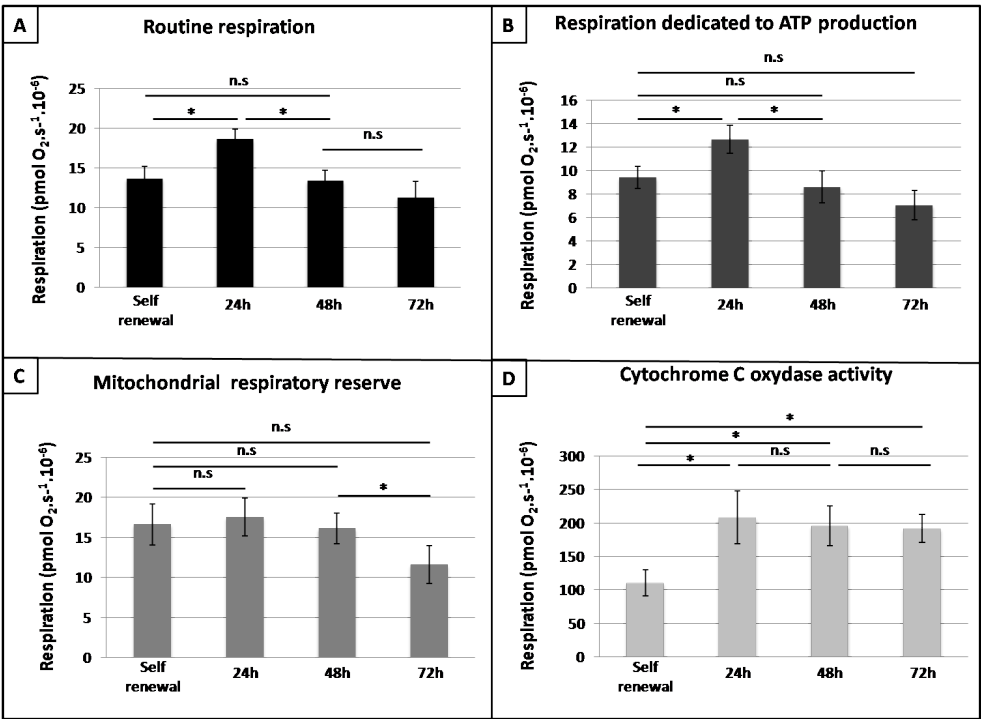 A
Routine respiration
Respiration (pmol O₂.s⁻¹.10⁻⁶)
25
20
15
10
5
0
n.s
* *
n.s
Self renewal
24h
48h
72h
B
Respiration dedicated to ATP production
Respiration (pmol O₂.s⁻¹.10⁻⁶)
16
14
12
10
8
6
4
2
0
n.s
n.s
* *
Self renewal
24h
48h
72h
C
Mitochondrial respiratory reserve
Respiration (pmol O₂.s⁻¹.10⁻⁶)
25
20
15
10
5
0
n.s
n.s
n.s
*
Self renewal
24h
48h
72h
D
Cytochrome C oxydase activity
Respiration (pmol O₂.s⁻¹.10⁻⁶)
300
250
200
150
100
50
0
*
*
* n.s n.s
Self renewal
24h
48h
72h